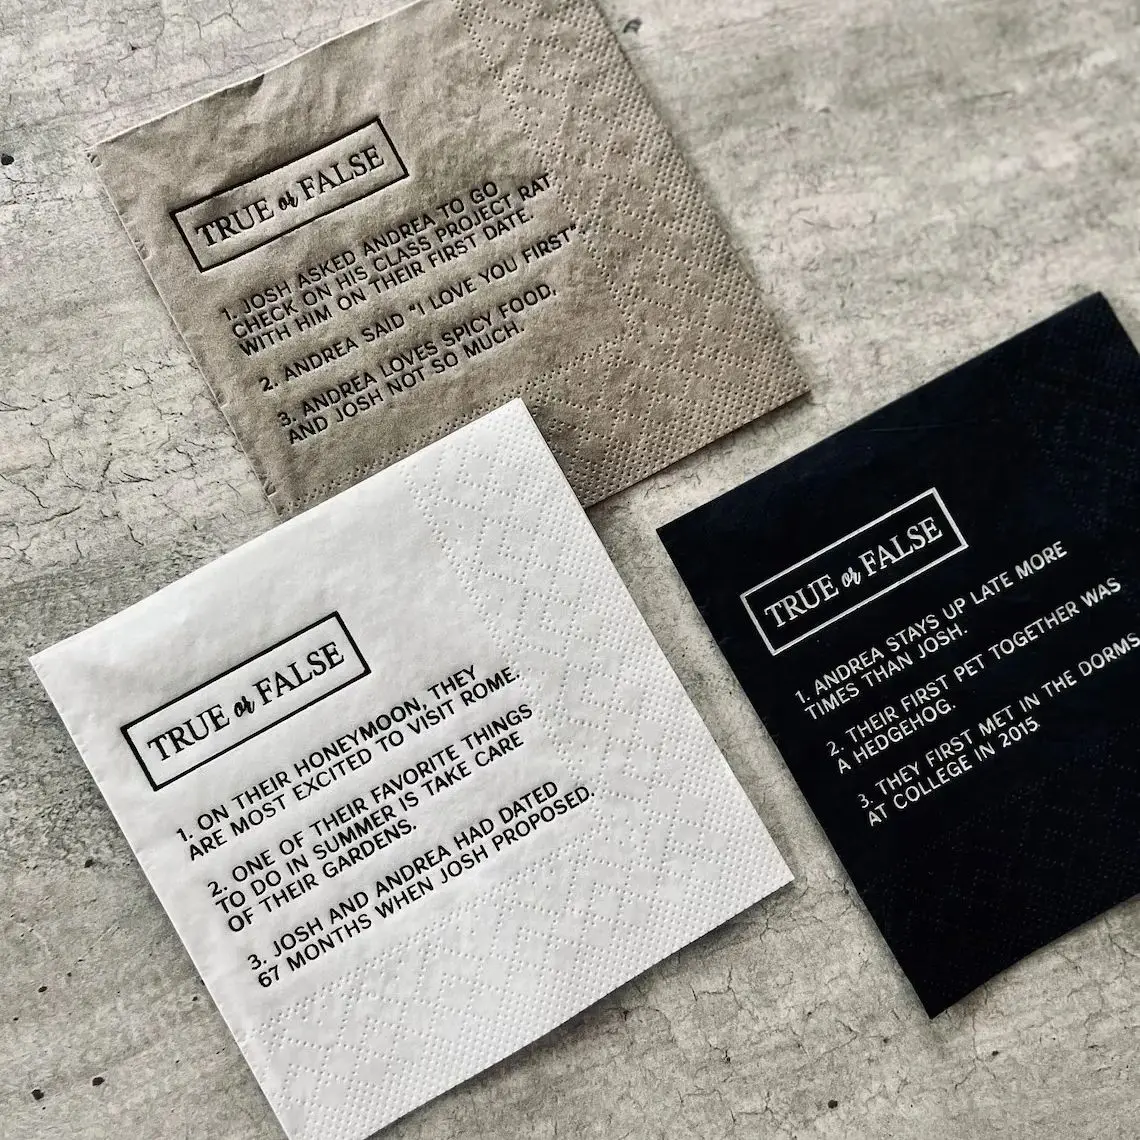 TRUE or FALSE
1. JOSH ASKED ANDREA TO GO
CHECK ON HIS CLASS PROJECT RAT
WITH HIM ON THEIR FIRST DATE.
2. ANDREA SAID "I LOVE YOU FIRST"
3. ANDREA LOVES SPICY FOOD,
AND JOSH NOT SO MUCH.
TRUE or FALSE
1. ON THEIR HONEYMOON, THEY
ARE MOST EXCITED TO VISIT ROME.
2. ONE OF THEIR FAVORITE THINGS
TO DO IN SUMMER IS TAKE CARE
OF THEIR GARDENS.
3. JOSH AND ANDREA HAD DATED
67 MONTHS WHEN JOSH PROPOSED.
TRUE or FALSE
1. ANDREA STAYS UP LATE MORE
TIMES THAN JOSH.
2. THEIR FIRST PET TOGETHER WAS
A HEDGEHOG.
3. THEY FIRST MET IN THE DORMS
AT COLLEGE IN 2015.